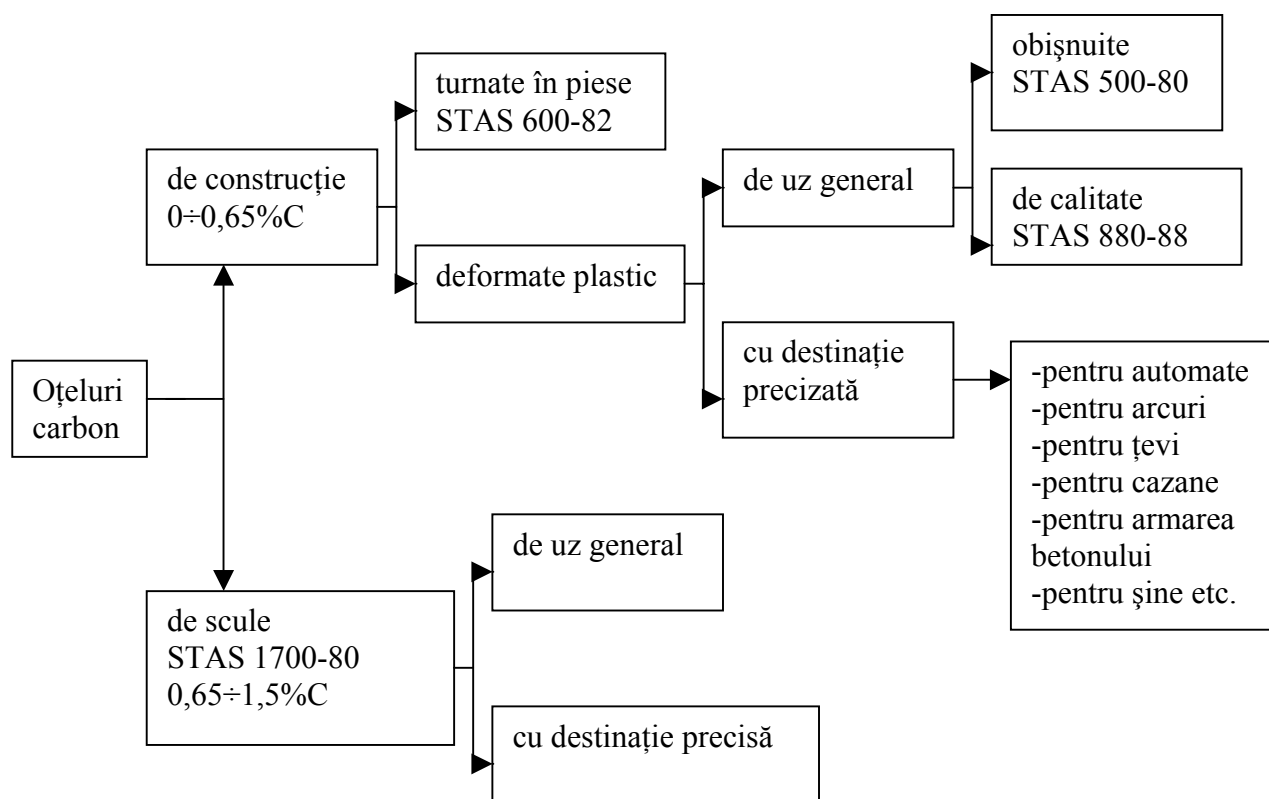 Oțeluri
carbon
de construcție
0÷0,65%C
turnate în piese
STAS 600-82
deformate plastic
de uz general
obişnuite
STAS 500-80
de calitate
STAS 880-88
cu destinație
precizată
-pentru automate
-pentru arcuri
-pentru țevi
-pentru cazane
-pentru armarea
betonului
-pentru şine etc.
de scule
STAS 1700-80
0,65÷1,5%C
de uz general
cu destinație precisă